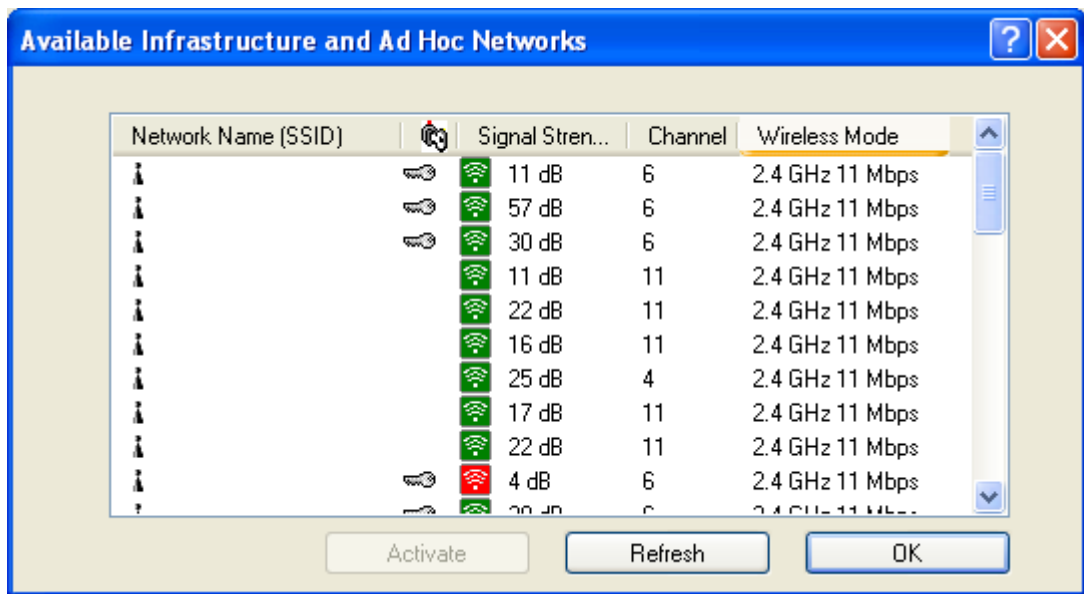 Available Infrastructure and Ad Hoc Networks
Network Name (SSID) Signal Stren... Channel Wireless Mode
11 dB 6 2.4 GHz 11 Mbps
57 dB 6 2.4 GHz 11 Mbps
30 dB 6 2.4 GHz 11 Mbps
11 dB 11 2.4 GHz 11 Mbps
22 dB 11 2.4 GHz 11 Mbps
16 dB 11 2.4 GHz 11 Mbps
25 dB 4 2.4 GHz 11 Mbps
17 dB 11 2.4 GHz 11 Mbps
22 dB 11 2.4 GHz 11 Mbps
4 dB 6 2.4 GHz 11 Mbps
Activate Refresh OK